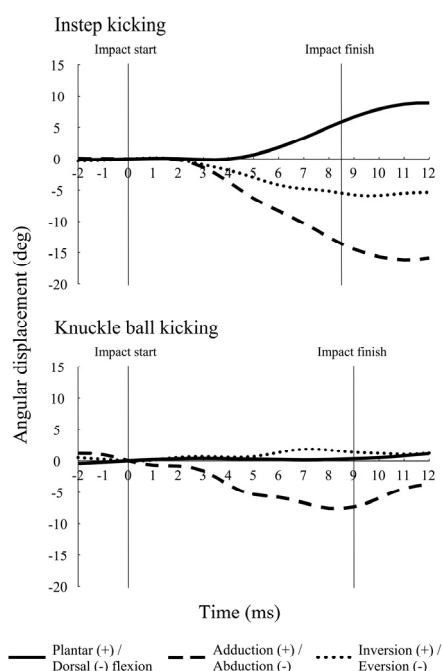 Instep kicking
Impact start Impact finish
15
10
5
0
-2 -1 0 1 2 3 4 5 6 7 8 9 10 11 12
-5
-10
-15
-20
Angular displacement (deg)
Knuckle ball kicking
Impact start Impact finish
15
10
5
0
-2 -1 0 1 2 3 4 5 6 7 8 9 10 11 12
-5
-10
-15
-20
Time (ms)
Plantar (+) /
Dorsal (-) flexion
Adduction (+) /
Abduction (-)
Inversion (+) /
Eversion (-)